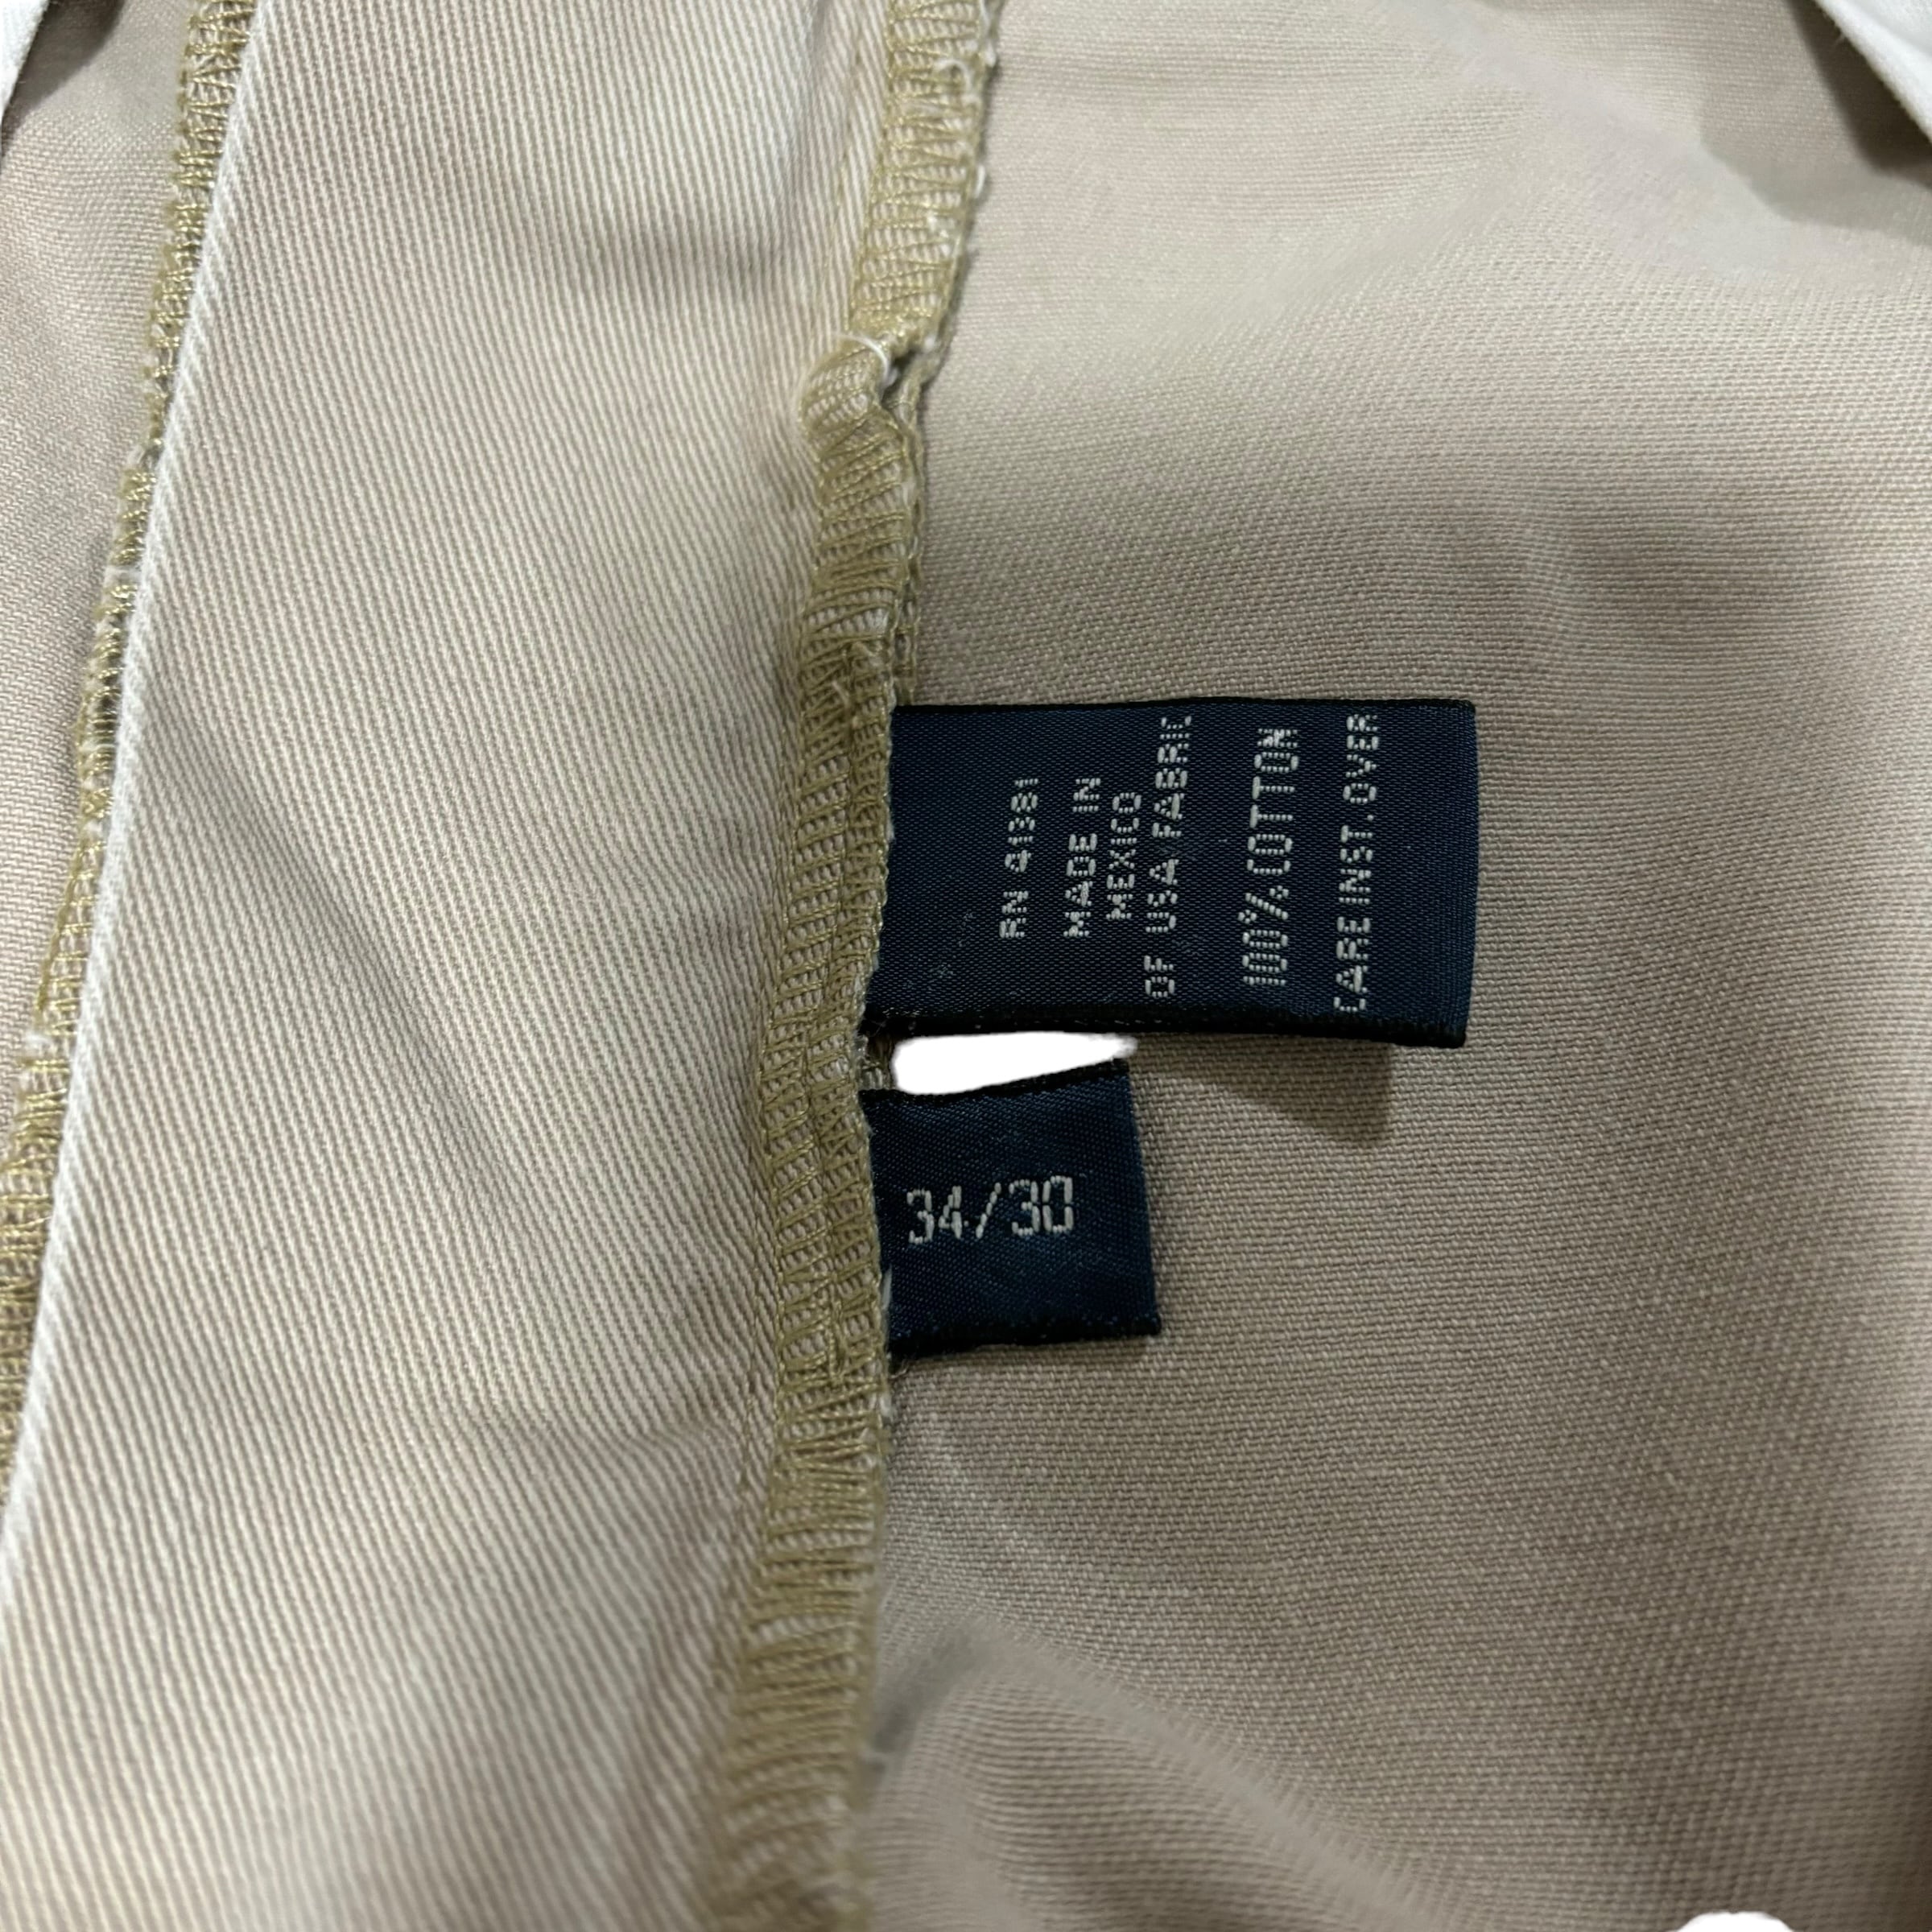 RN 41381
MADE IN
MEXICO
OF USA FABRIC
100% COTTON
CARE INST. OVER
34/30